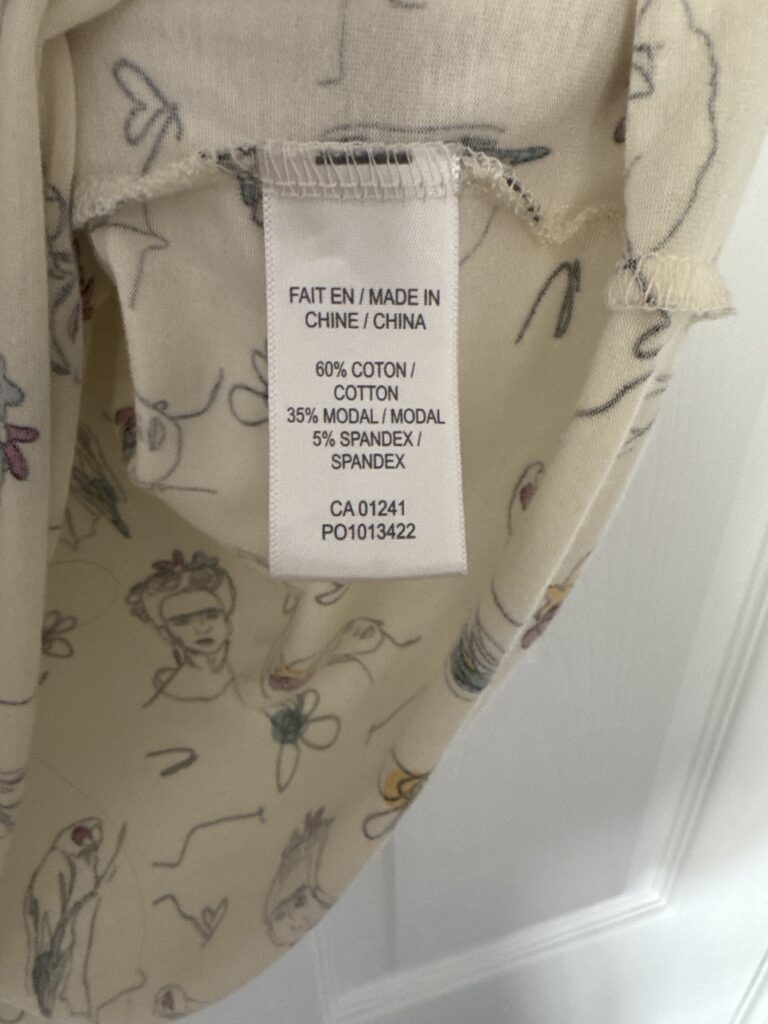 FAIT EN / MADE IN
CHINE / CHINA
60% COTON /
COTTON
35% MODAL / MODAL
5% SPANDEX /
SPANDEX
CA 01241
PO1013422